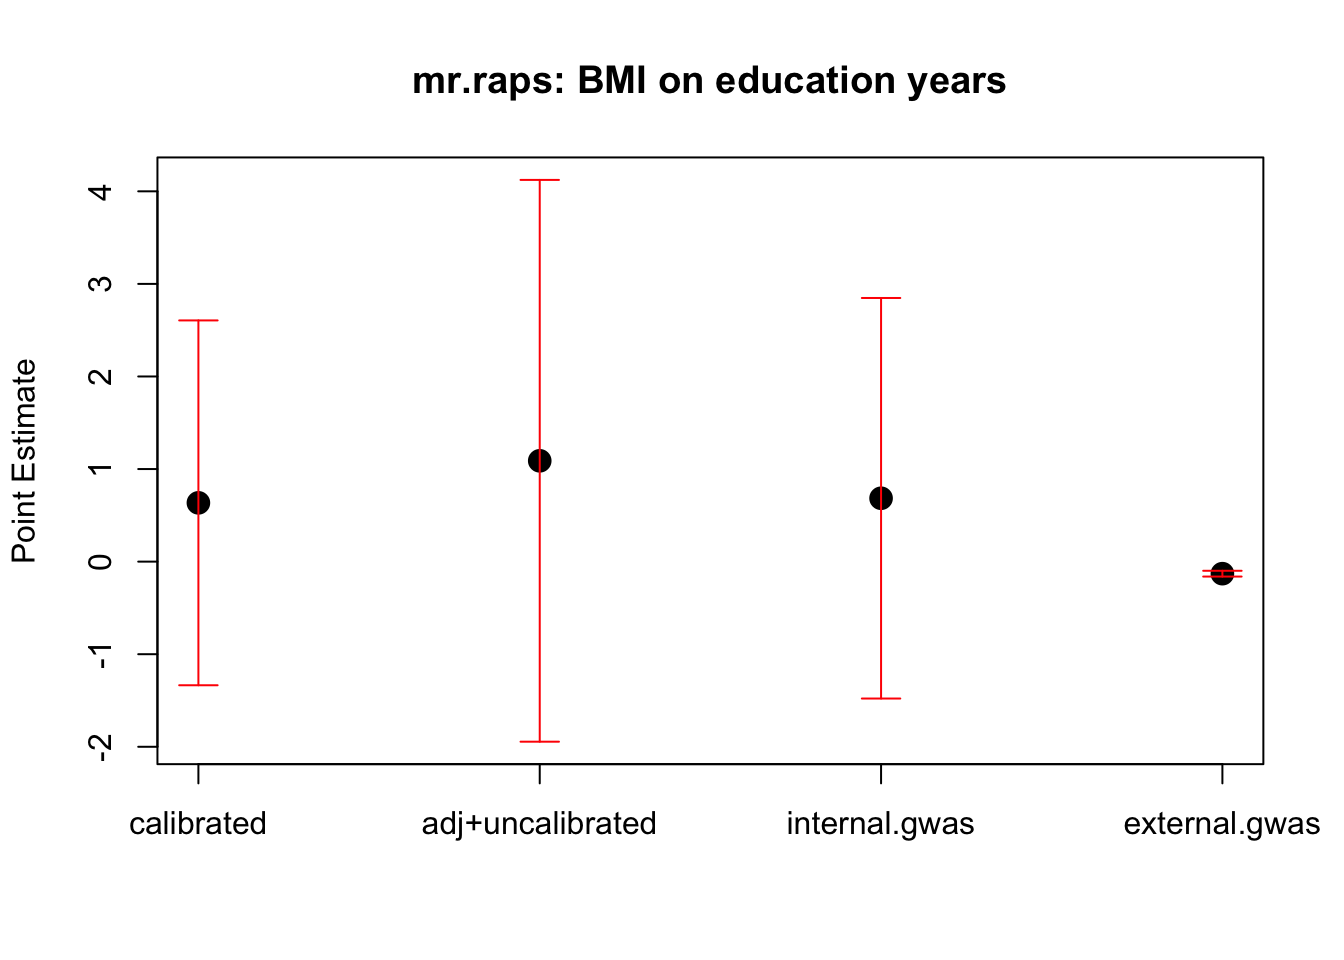 mr.raps: BMI on education years
Point Estimate
4
3
2
1
0
-1
-2
calibrated
adj+uncalibrated
internal.gwas
external.gwas